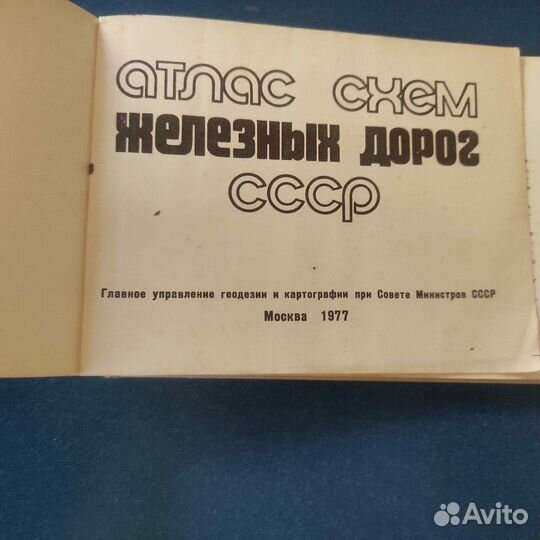 атлас схем
железных дорог
ссср
Главное управление геодезии и картографии при Совете Министров СССР
Москва 1977
Avito